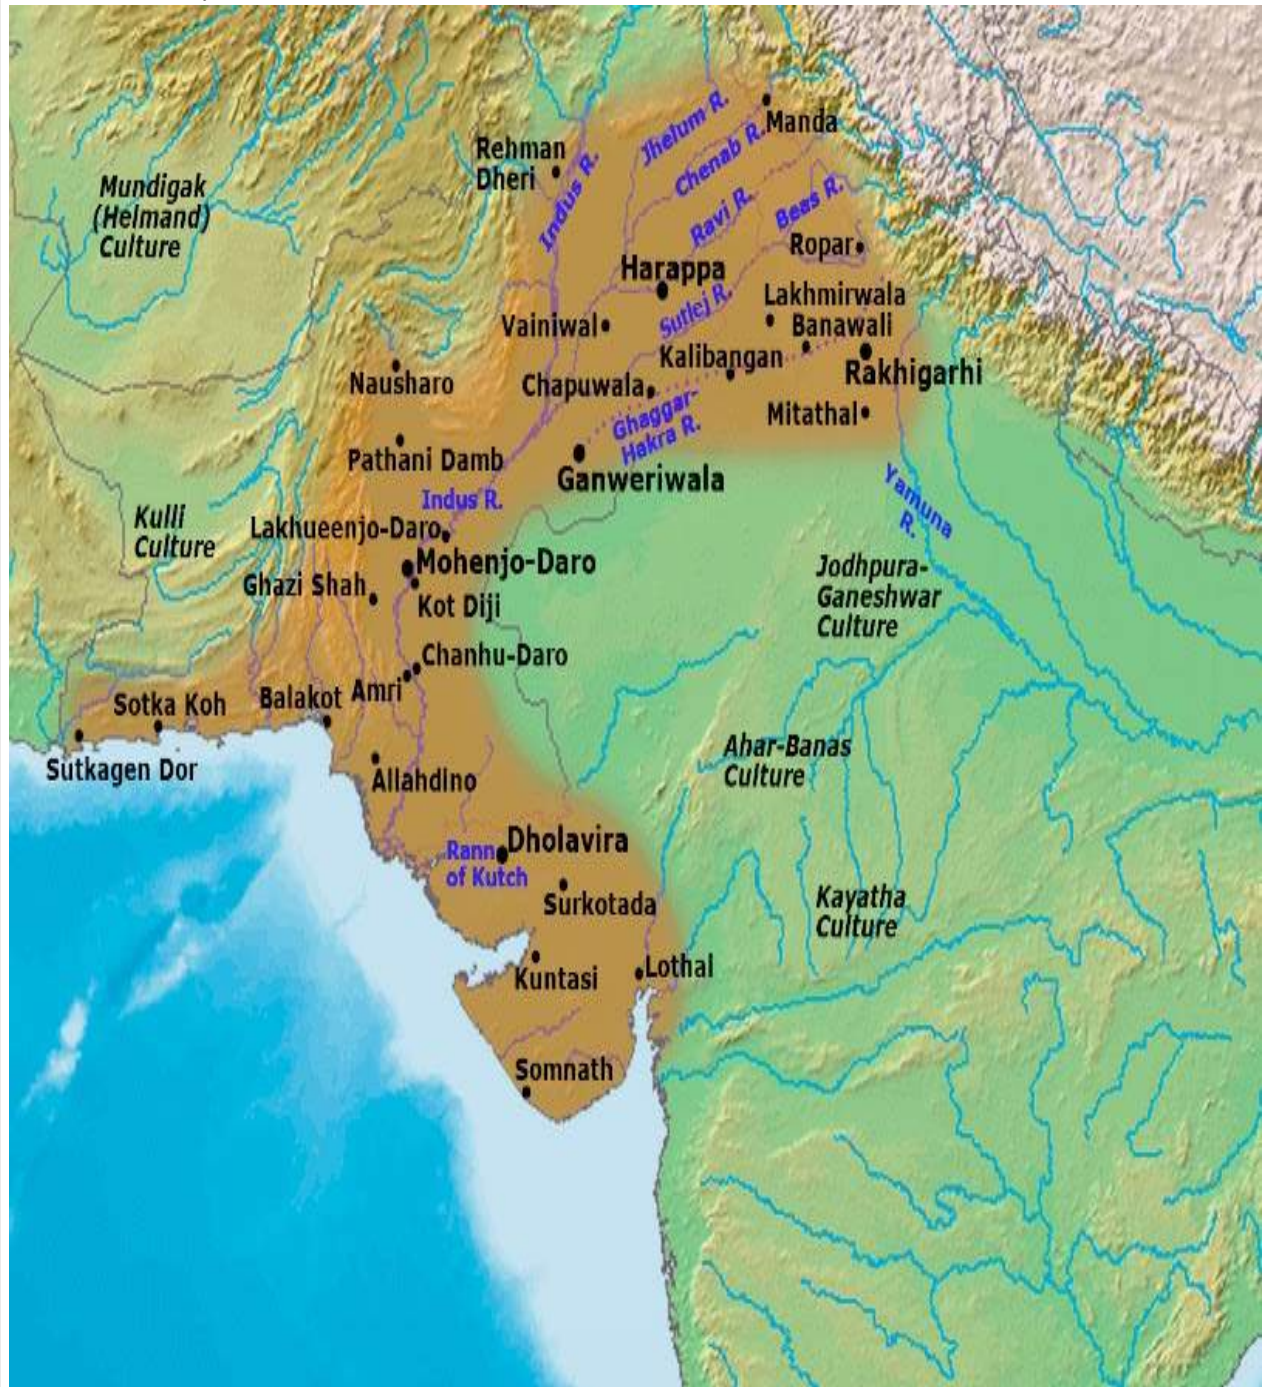 Jhelum R.
Manda
Chenab R.
Rehman
Dheri
Indus R.
Mundigak
(Helmand)
Culture
Ravi R.
Beas R.
Ropar
Harappa
Sutlej R.
Lakhmirwala
Vainiwal
Banawali
Kalibangan
Nausharo
Chapuwala
Rakhigarhi
Ghaggar-
Hakra R.
Mitathal
Pathani Damb
Ganweriwala
Indus R.
Yamuna
R.
Kulli
Culture
Lakhueenjo-Daro
Mohenjo-Daro
Ghazi Shah
Kot Diji
Jodhpura-
Ganeshwar
Culture
Chanhu-Daro
Amri
Balakot
Sotka Koh
Sutkagen Dor
Allahdino
Ahar-Banas
Culture
Dholavira
Rann
of Kutch
Surkotada
Kayatha
Culture
Kuntasi
Lothal
Somnath